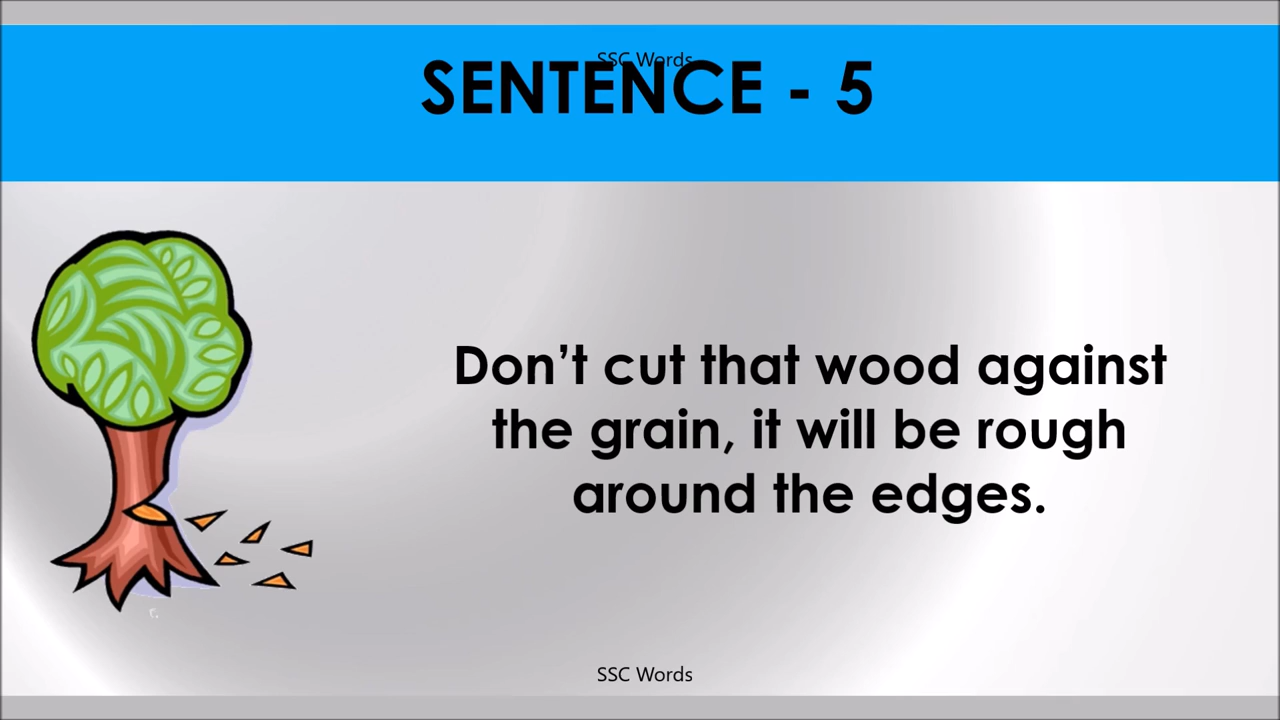 SSC Words
SENTENCE - 5
Don’t cut that wood against
the grain, it will be rough
around the edges.
SSC Words